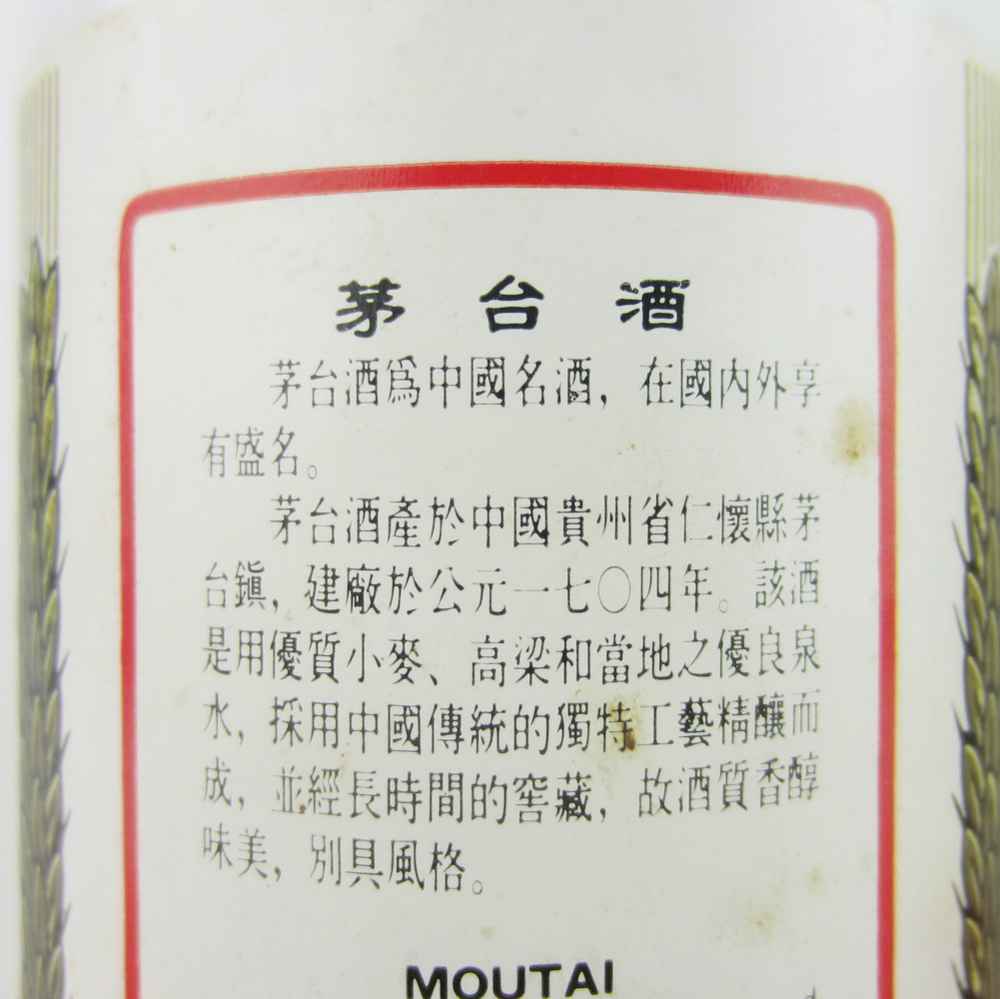 茅台酒
茅台酒爲中國名酒，在國内外享
有盛名。
茅台酒產於中國貴州省仁懷縣茅
台鎭，建廠於公元一七〇四年。該酒
是用優質小麥、高梁和當地之優良泉
水，採用中國傳統的獨特工藝精釀而
成，並經長時間的窖藏，故酒質香醇
味美，別具風格。
MOUTAI